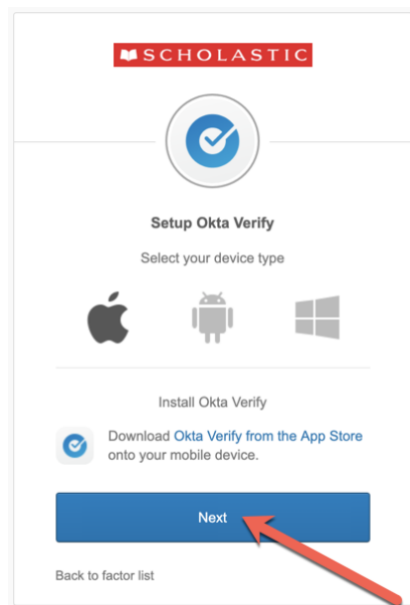 SCHOLASTIC
Setup Okta Verify
Select your device type
Install Okta Verify
Download Okta Verify from the App Store
onto your mobile device.
Next
Back to factor list